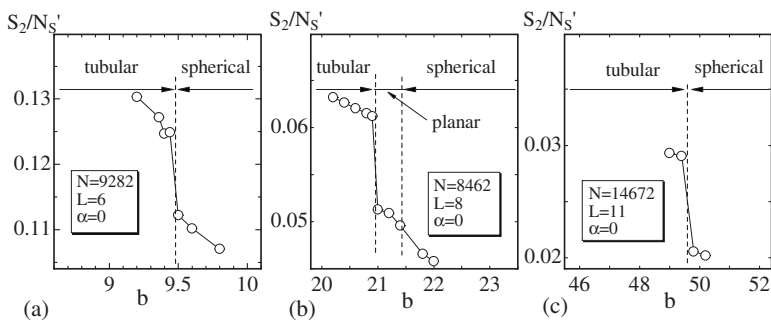 S₂/Nₛ'
tubular
spherical
0.13
0.12
0.11
N=9282
L=6
α=0
9
9.5
10
(a)
b
S₂/Nₛ'
tubular
spherical
planar
0.06
0.05
N=8462
L=8
α=0
20
21
22
23
(b)
b
S₂/Nₛ'
tubular
spherical
0.03
0.02
N=14672
L=11
α=0
46
48
50
52
(c)
b